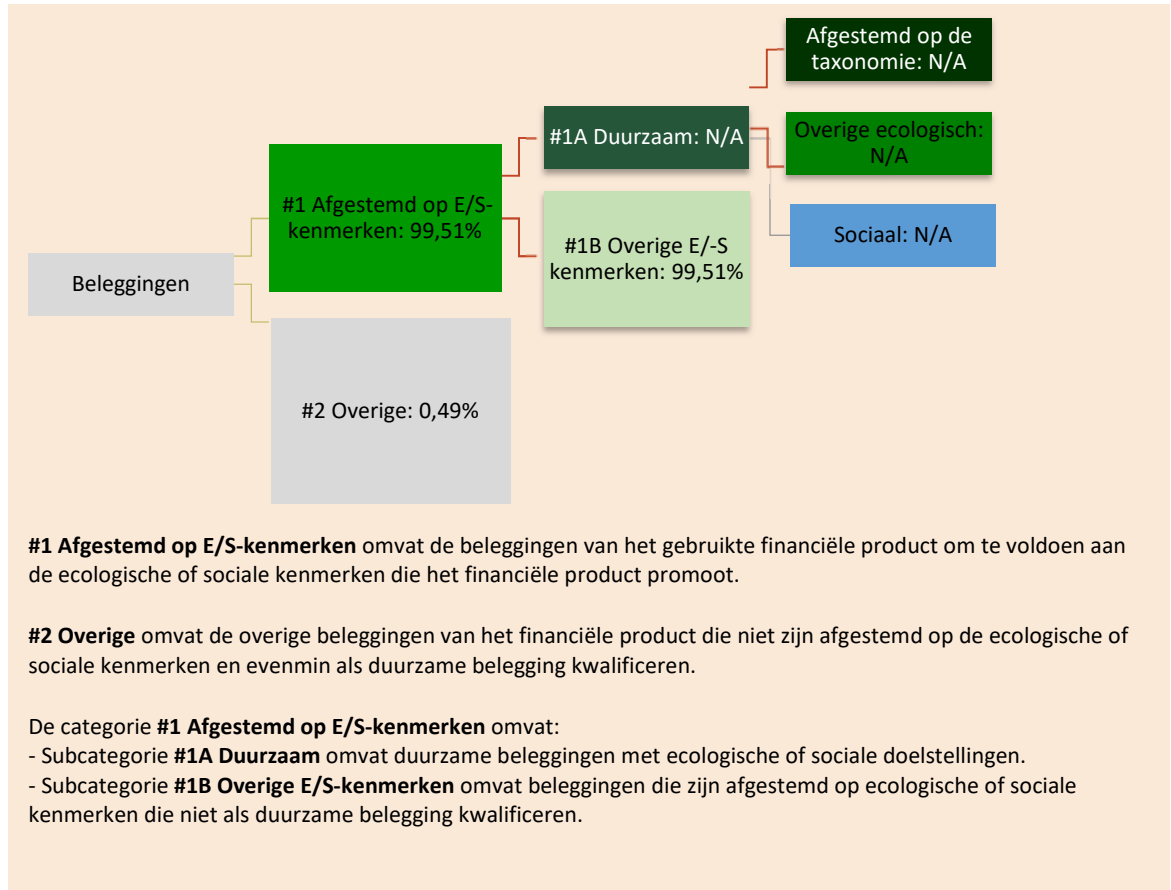 Afgestemd op de
taxonomie: N/A
#1A Duurzaam: N/A
Overige ecologisch:
N/A
#1 Afgestemd op E/S-
kenmerken: 99,51%
Sociaal: N/A
#1B Overige E/-S
kenmerken: 99,51%
Beleggingen
#2 Overige: 0,49%
#1 Afgestemd op E/S-kenmerken omvat de beleggingen van het gebruikte financiële product om te voldoen aan
de ecologische of sociale kenmerken die het financiële product promoot.
#2 Overige omvat de overige beleggingen van het financiële product die niet zijn afgestemd op de ecologische of
sociale kenmerken en evenmin als duurzame belegging kwalificeren.
De categorie #1 Afgestemd op E/S-kenmerken omvat:
- Subcategorie #1A Duurzaam omvat duurzame beleggingen met ecologische of sociale doelstellingen.
- Subcategorie #1B Overige E/S-kenmerken omvat beleggingen die zijn afgestemd op ecologische of sociale
kenmerken die niet als duurzame belegging kwalificeren.